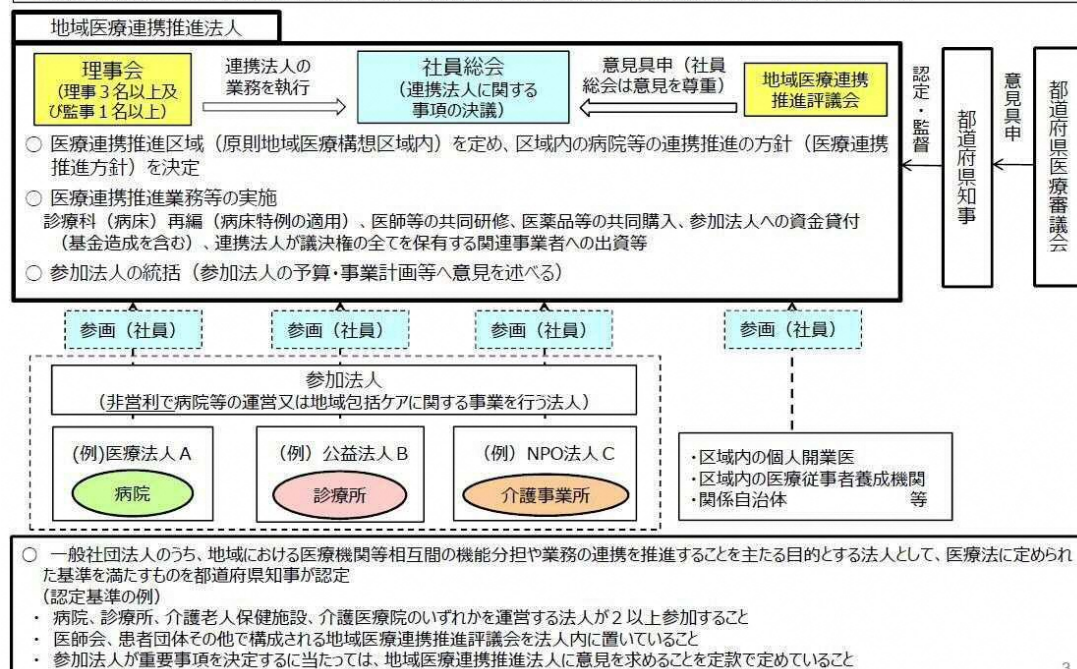 地域医療連携推進法人
理事会
(理事3名以上及
び監事1名以上)
連携法人の
業務を執行
社員総会
(連携法人に関する
事項の決議)
意見具申(社員
総会は意見を尊重)
地域医療連携
推進評議会
認定・監督
都道府県知事
意見具申
都道府県医療審議会
○ 医療連携推進区域(原則地域医療構想区域内)を定め、区域内の病院等の連携推進の方針(医療連携
推進方針)を決定
○ 医療連携推進業務等の実施
診療科(病床)再編(病床特例の適用)、医師等の共同研修、医薬品等の共同購入、参加法人への資金貸付
(基金造成を含む)、連携法人が議決権の全てを保有する関連事業者への出資等
○ 参加法人の統括(参加法人の予算・事業計画等へ意見を述べる)
参画(社員)
参画(社員)
参画(社員)
参画(社員)
参加法人
(非営利で病院等の運営又は地域包括ケアに関する事業を行う法人)
(例)医療法人A
病院
(例)公益法人B
診療所
(例)NPO法人C
介護事業所
・区域内の個人開業医
・区域内の医療従事者養成機関
・関係自治体 等
○ 一般社団法人のうち、地域における医療機関等相互間の機能分担や業務の連携を推進することを主たる目的とする法人として、医療法に定められ
た基準を満たすものを都道府県知事が認定
(認定基準の例)
・ 病院、診療所、介護老人保健施設、介護医療院のいずれかを運営する法人が2以上参加すること
・ 医師会、患者団体その他で構成される地域医療連携推進評議会を法人内に置いていること
・ 参加法人が重要事項を決定するに当たっては、地域医療連携推進法人に意見を求めることを定款で定めていること
3